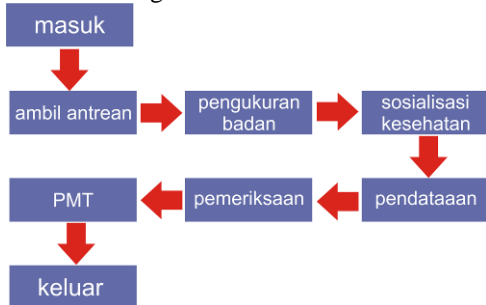 masuk
ambil antrean
pengukuran
badan
sosialisasi
kesehatan
pendataaan
pemeriksaan
PMT
keluar